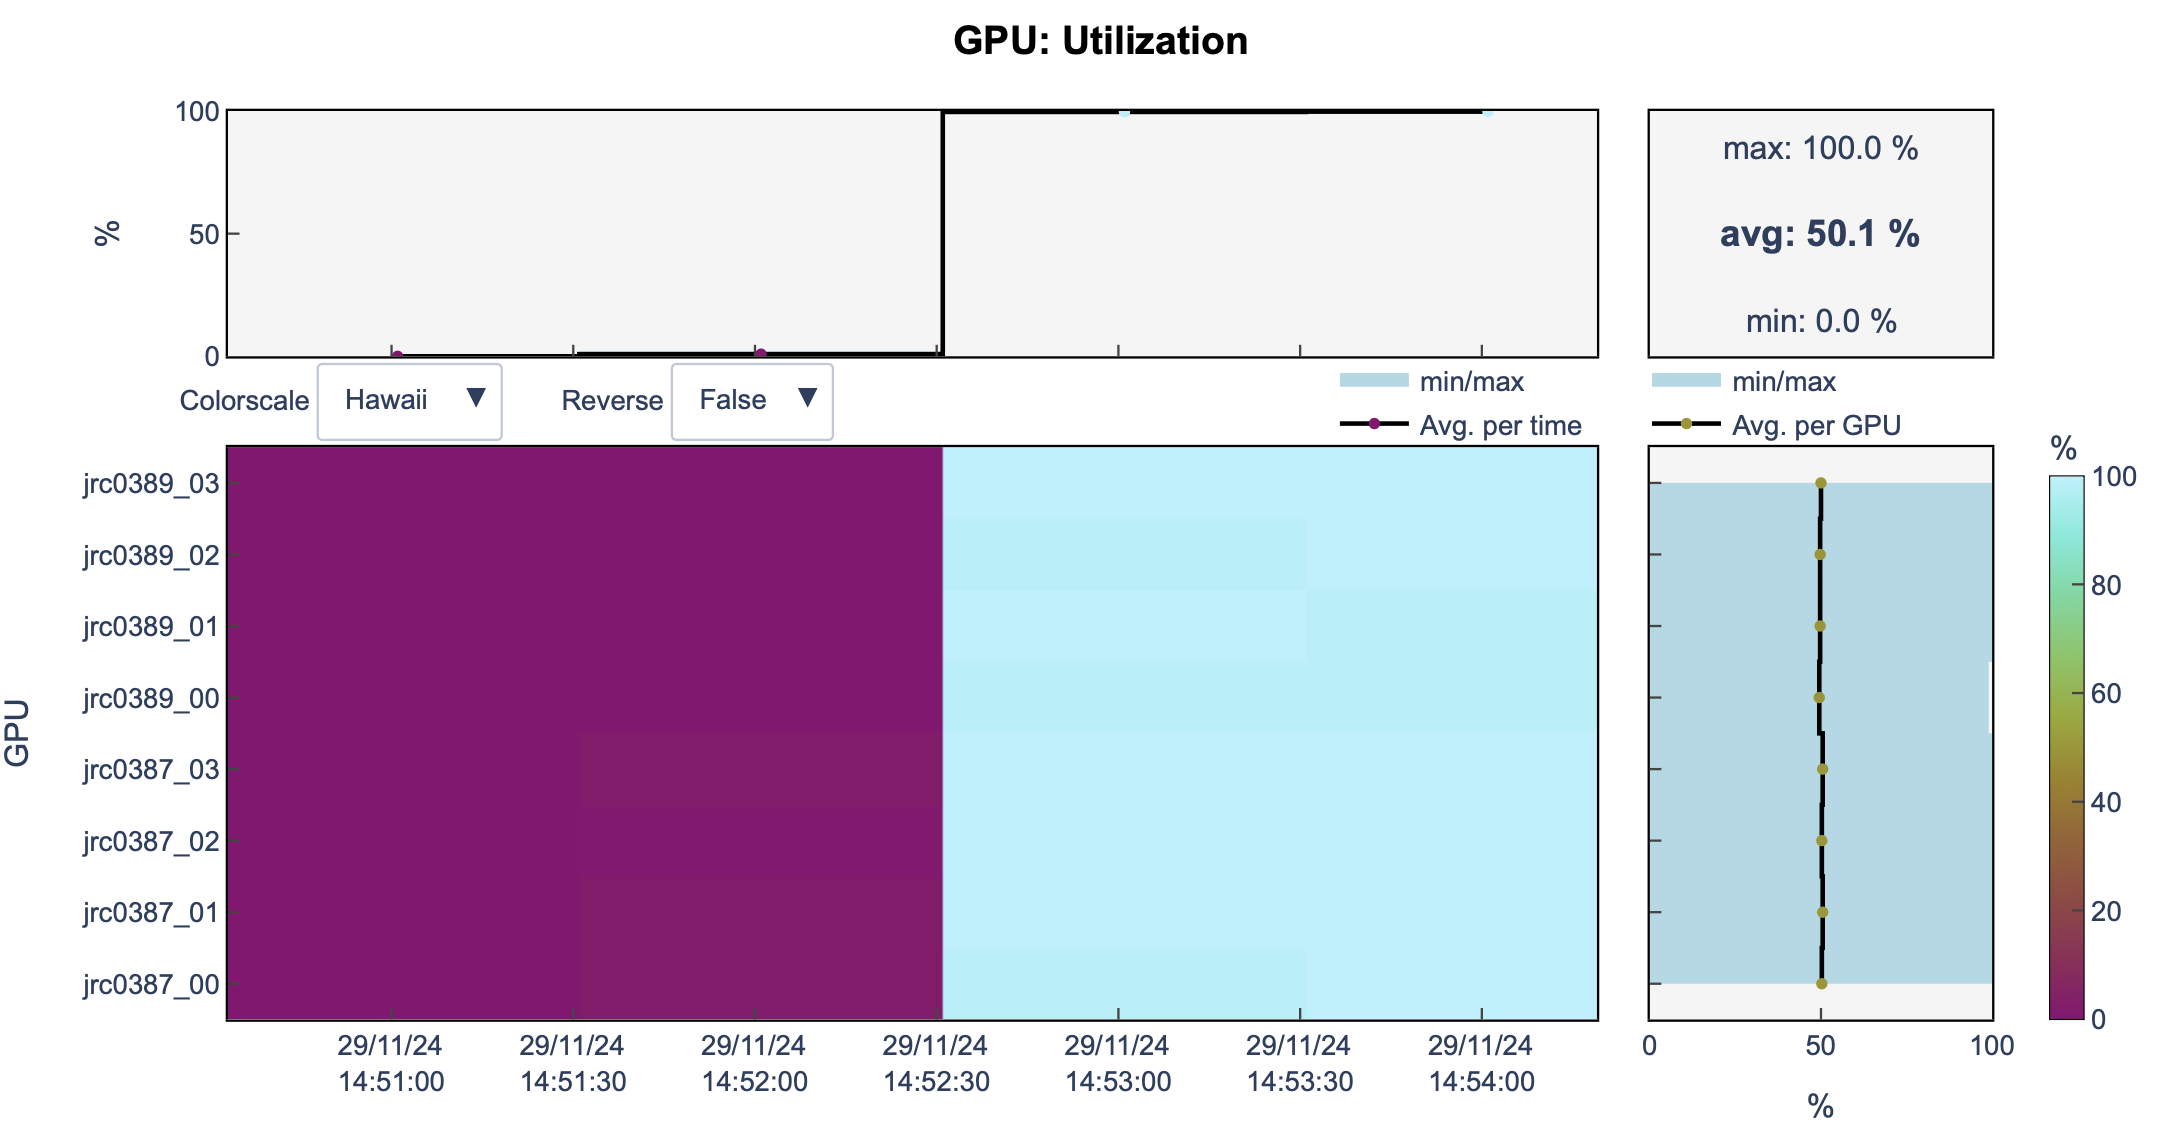 GPU: Utilization
100
50
0
%
max: 100.0 %
avg: 50.1 %
min: 0.0 %
Colorscale Hawaii ▼ Reverse False ▼
min/max
Avg. per time
min/max
Avg. per GPU
GPU
jrc0389_03
jrc0389_02
jrc0389_01
jrc0389_00
jrc0387_03
jrc0387_02
jrc0387_01
jrc0387_00
29/11/24 14:51:00
29/11/24 14:51:30
29/11/24 14:52:00
29/11/24 14:52:30
29/11/24 14:53:00
29/11/24 14:53:30
29/11/24 14:54:00
0 50 100
%
%
100
80
60
40
20
0